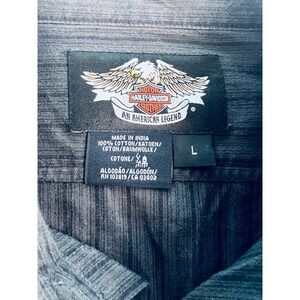 HARLEY-DAVIDSON
AN AMERICAN LEGEND
MADE IN INDIA
100% COTTON/KATOEN/
COTON/BAUMWOLLE/
COTONE/
ALGODÃO/ALGODÓN/
RN 103819/CA 03402
L